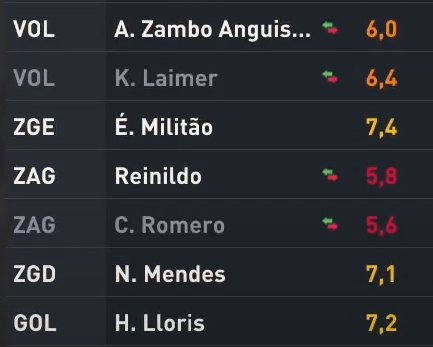 VOL A. Zambo Anguis... 6,0
VOL K. Laimer 6,4
ZGE É. Militão 7,4
ZAG Reinildo 5,8
ZAG C. Romero 5,6
ZGD N. Mendes 7,1
GOL H. Lloris 7,2